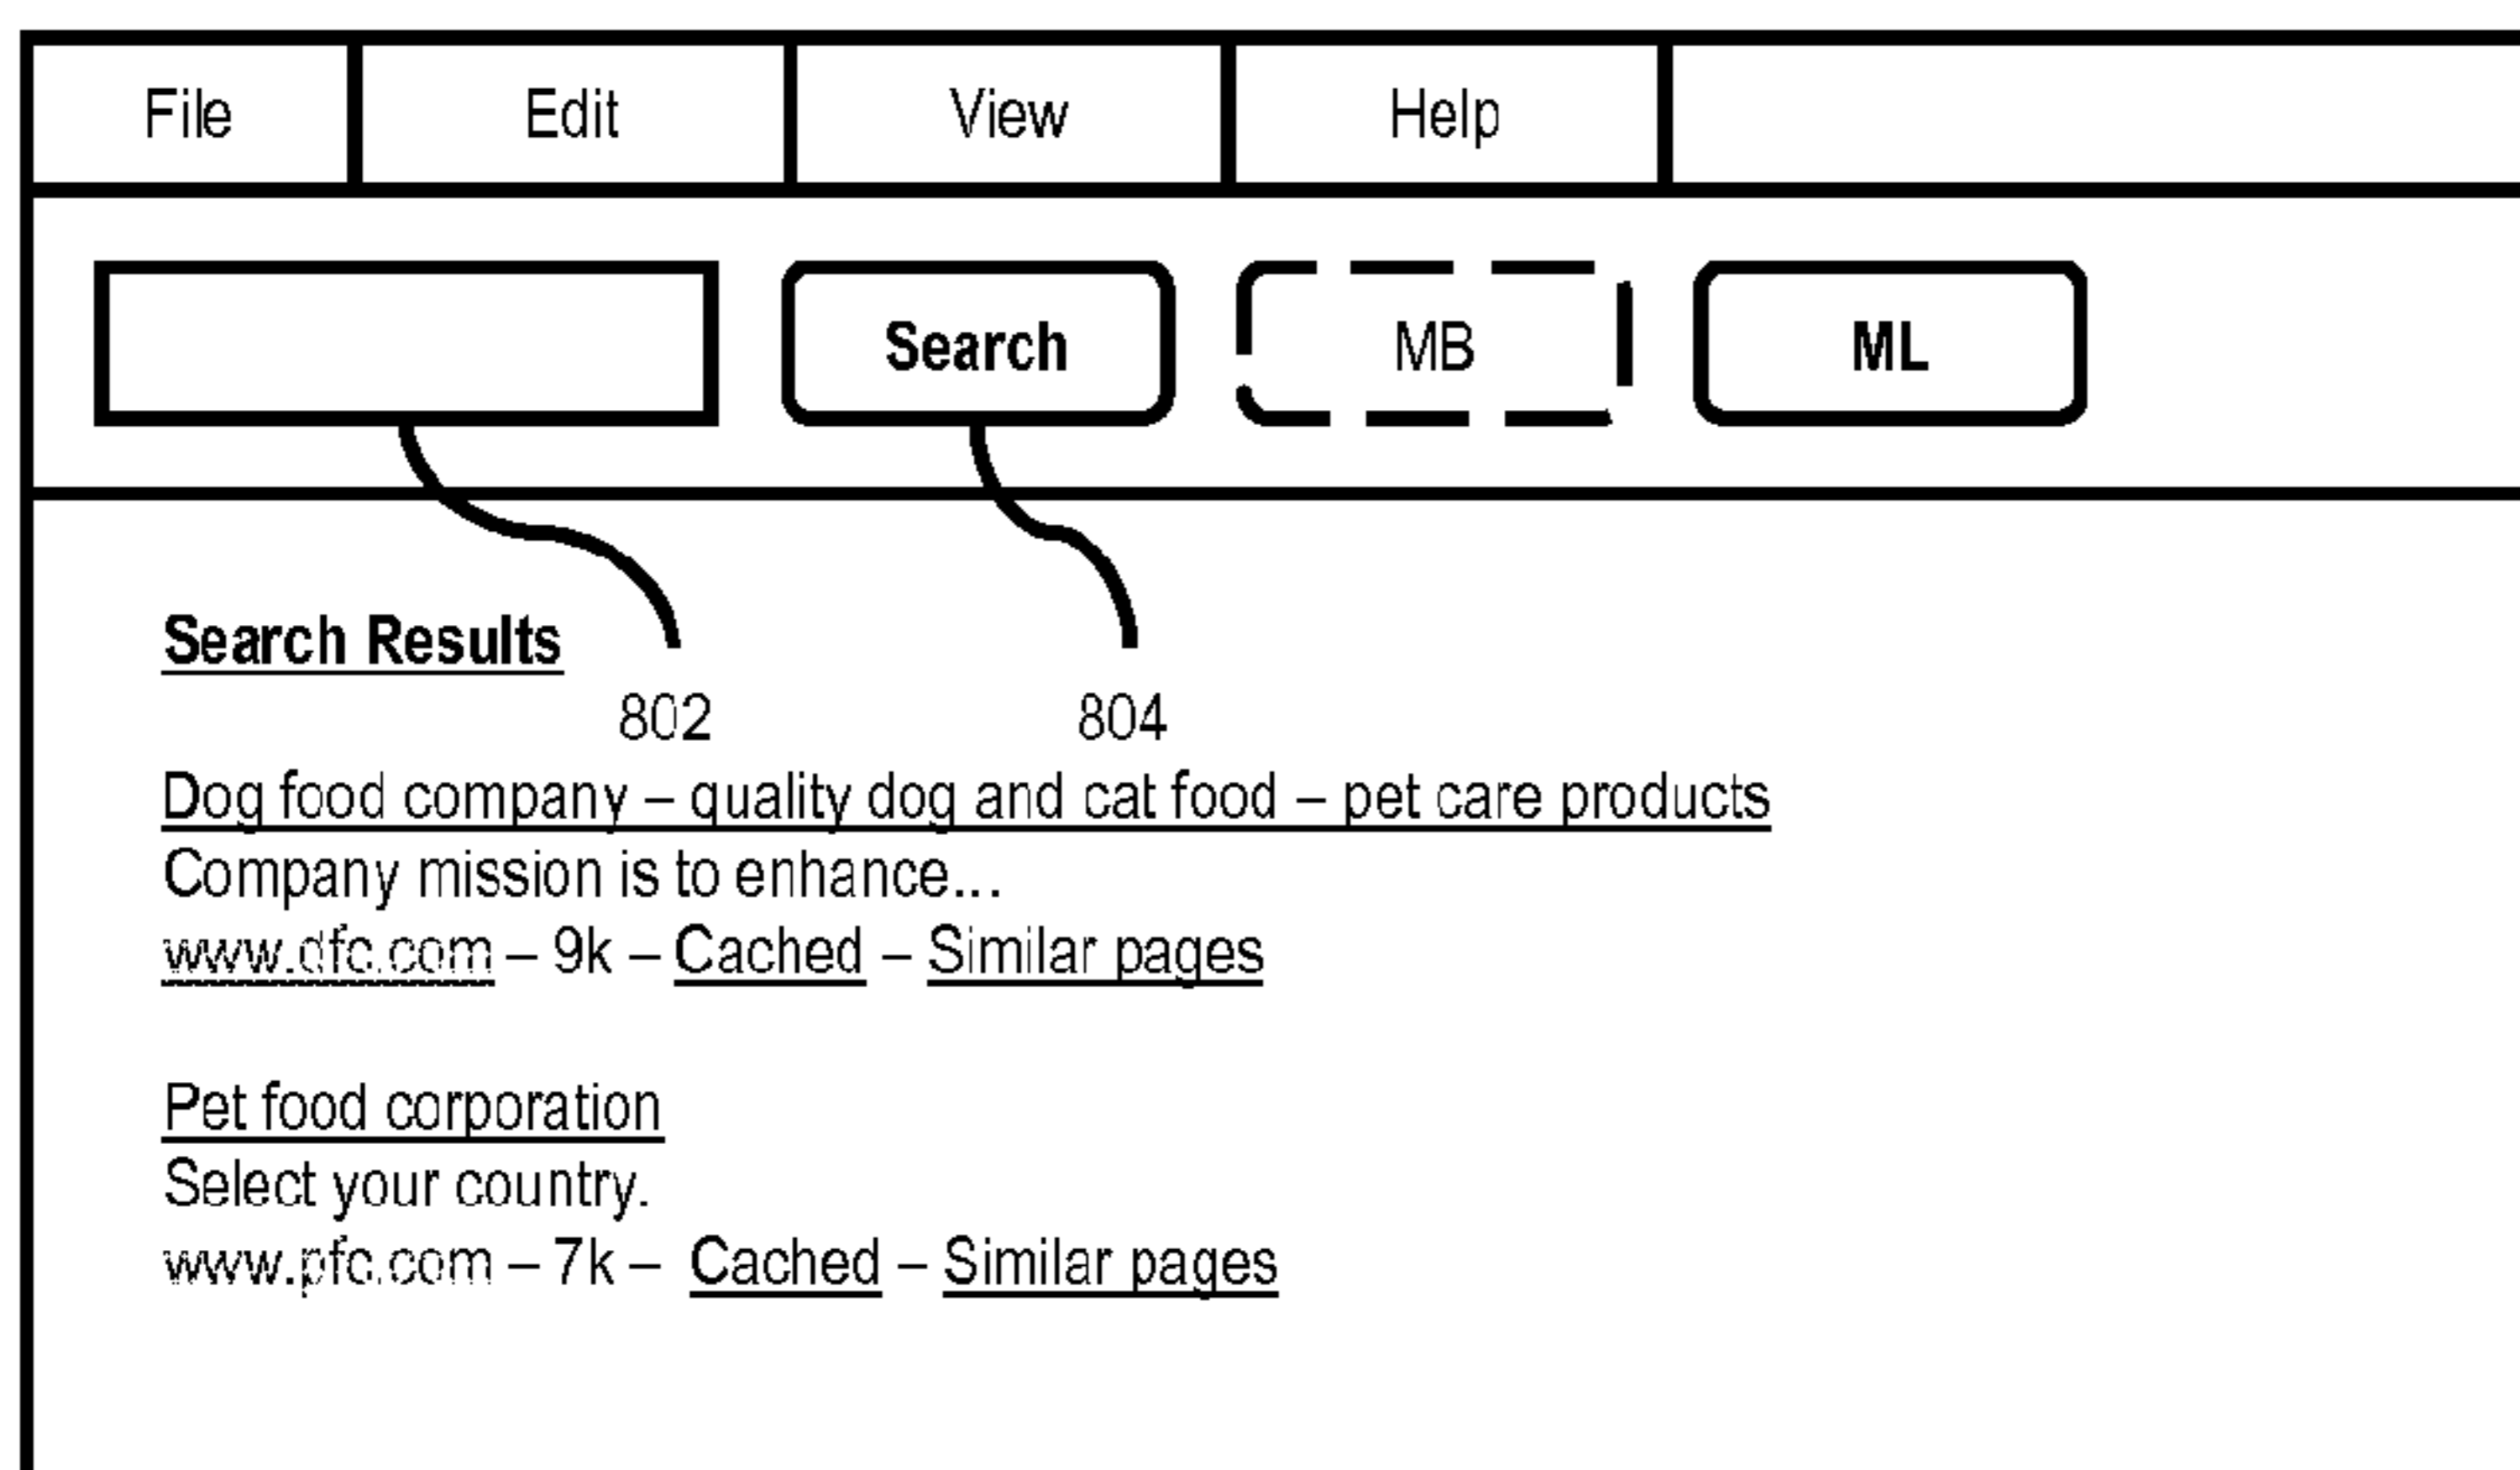 File Edit View Help
Search MB ML
Search Results
802 804
Dog food company – quality dog and cat food – pet care products
Company mission is to enhance...
www.dfc.com – 9k – Cached – Similar pages
Pet food corporation
Select your country.
www.pfc.com – 7k – Cached – Similar pages